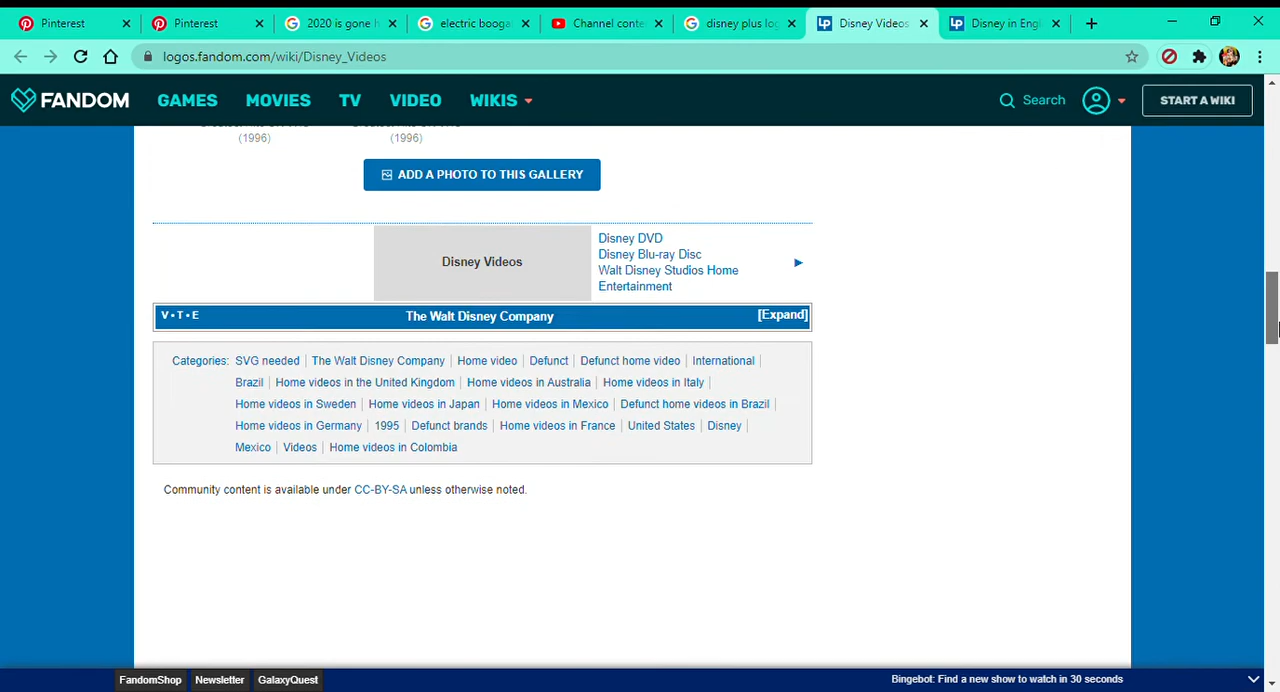 Pinterest
Pinterest
2020 is gone h
electric booga
Channel conte
disney plus log
Disney Videos
Disney in Engl
logos.fandom.com/wiki/Disney_Videos
FANDOM GAMES MOVIES TV VIDEO WIKIS Search START A WIKI
(1996) (1996)
ADD A PHOTO TO THIS GALLERY
Disney Videos
Disney DVD
Disney Blu-ray Disc
Walt Disney Studios Home
Entertainment
V•T•E The Walt Disney Company [Expand]
Categories: SVG needed The Walt Disney Company Home video Defunct Defunct home video International
Brazil Home videos in the United Kingdom Home videos in Australia Home videos in Italy
Home videos in Sweden Home videos in Japan Home videos in Mexico Defunct home videos in Brazil
Home videos in Germany 1995 Defunct brands Home videos in France United States Disney
Mexico Videos Home videos in Colombia
Community content is available under CC-BY-SA unless otherwise noted.
FandomShop Newsletter GalaxyQuest Bingebot: Find a new show to watch in 30 seconds